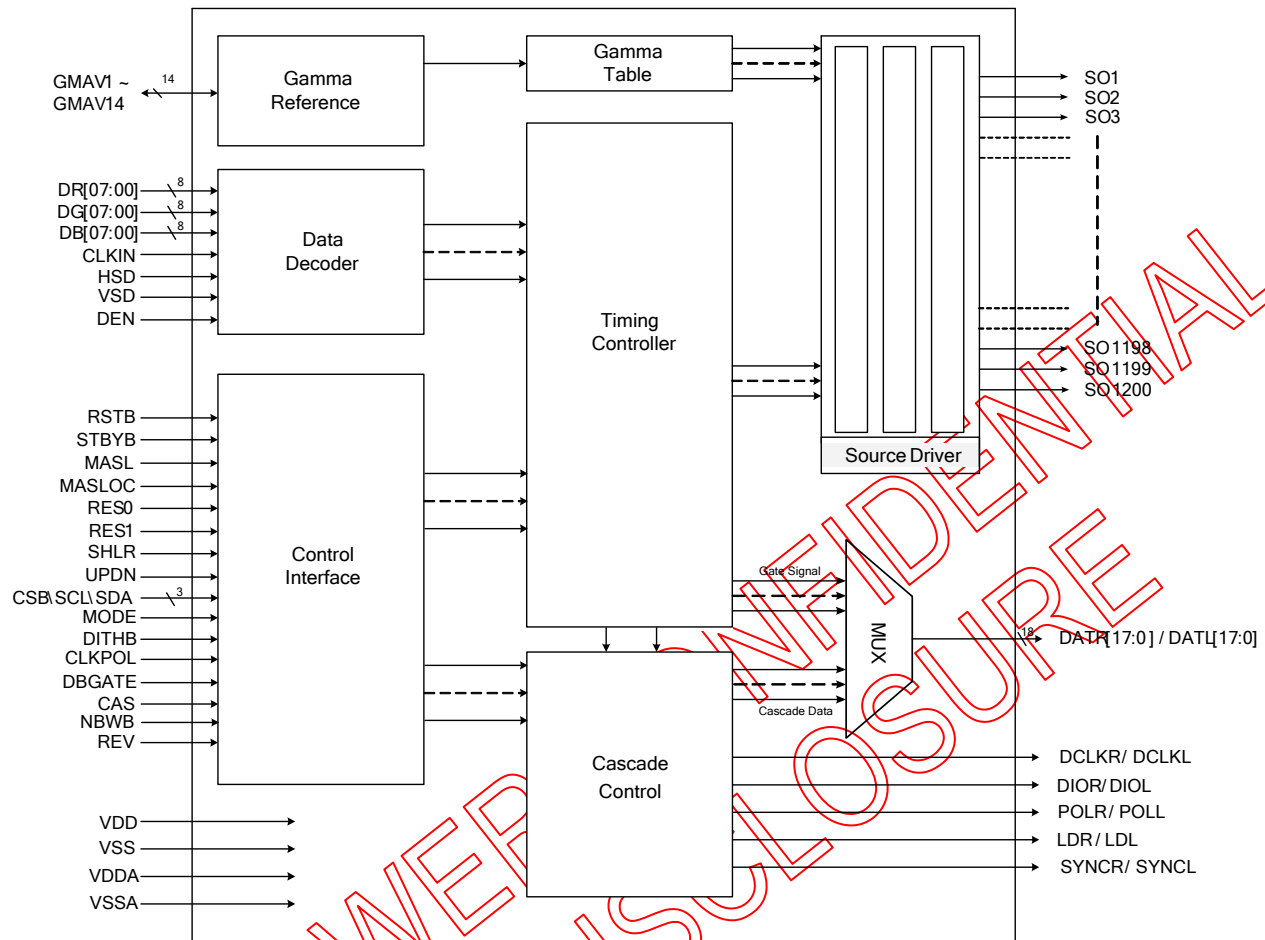 GMAV1 ~
GMAV14
14
Gamma
Reference
Gamma
Table
DR[07:00]
8
DG[07:00]
8
DB[07:00]
8
CLKIN
HSD
VSD
DEN
Data
Decoder
Timing
Controller
SO1
SO2
SO3
SO1198
SO1199
SO1200
Source Driver
RSTB
STBYB
MASL
MASLOC
RES0
RES1
SHLR
UPDN
CSB\SCL\SDA
3
MODE
DITHB
CLKPOL
DBGATE
CAS
NBWB
REV
Control
Interface
Gate Signal
MUX
Cascade Data
18
DATR[17:0] / DATL[17:0]
Cascade
Control
DCLKR/ DCLKL
DIOR/ DIOL
POLR/ POLL
LDR / LDL
SYNCR/ SYNCL
VDD
VSS
VDDA
VSSA